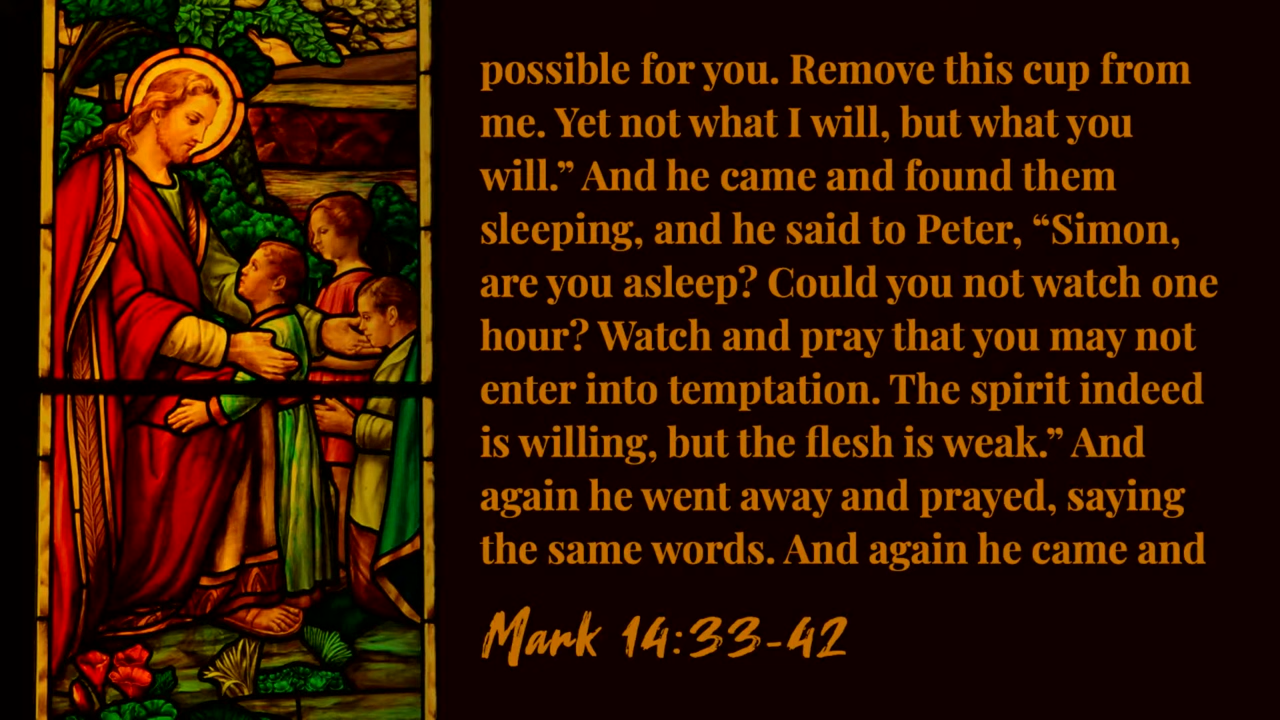 possible for you. Remove this cup from
me. Yet not what I will, but what you
will.” And he came and found them
sleeping, and he said to Peter, “Simon,
are you asleep? Could you not watch one
hour? Watch and pray that you may not
enter into temptation. The spirit indeed
is willing, but the flesh is weak.” And
again he went away and prayed, saying
the same words. And again he came and
Mark 14:33-42